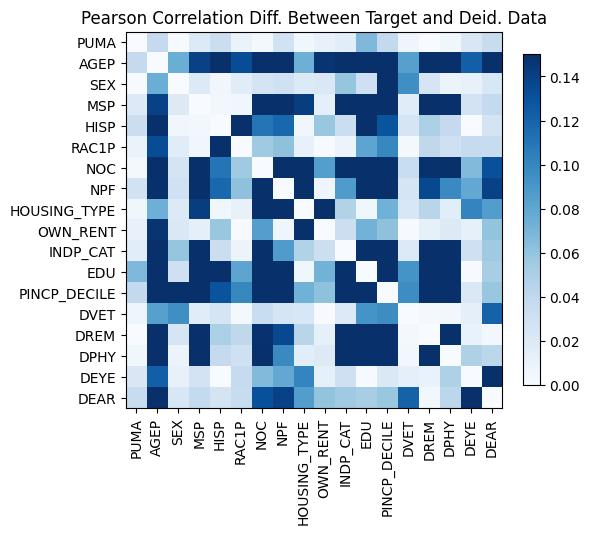 Pearson Correlation Diff. Between Target and Deid. Data
PUMA
AGEP
SEX
MSP
HISP
RAC1P
NOC
NPF
HOUSING_TYPE
OWN_RENT
INDP_CAT
EDU
PINCP_DECILE
DVET
DREM
DPHY
DEYE
DEAR
0.14
0.12
0.10
0.08
0.06
0.04
0.02
0.00
PUMA
AGEP
SEX
MSP
HISP
RAC1P
NOC
NPF
HOUSING_TYPE
OWN_RENT
INDP_CAT
EDU
PINCP_DECILE
DVET
DREM
DPHY
DEYE
DEAR